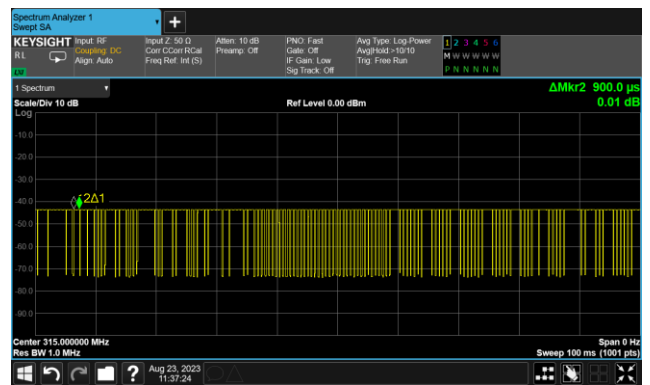 Spectrum Analyzer 1
Swept SA
+
KEYSIGHT Input: RF Input Z: 50 Ω Atten: 10 dB PNO: Fast Avg Type: Log-Power 1 2 3 4 5 6
RL Coupling: DC Corr CCorr RCal Preamp: Off Gate: Off Avg|Hold:>10/10 M W W W W W
Align: Auto Freq Ref: Int (S) IF Gain: Low Trig: Free Run P N N N N N
Sig Track: Off
1 Spectrum ΔMkr2 900.0 µs
Scale/Div 10 dB Ref Level 0.00 dBm 0.01 dB
Log
-10.0
-20.0
-30.0
-40.0 2Δ1
-50.0
-60.0
-70.0
-80.0
-90.0
Center 315.000000 MHz Span 0 Hz
Res BW 1.0 MHz Sweep 100 ms (1001 pts)
? Aug 23, 2023
11:37:24